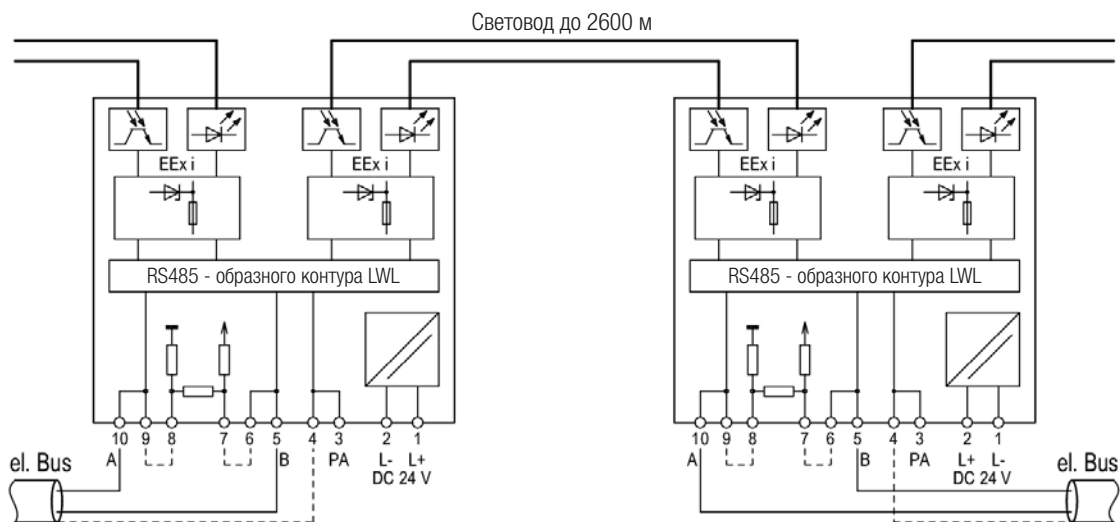 Световод до 2600 м
EEx i EEx i EEx i EEx i
RS485 - образного контура LWL RS485 - образного контура LWL
10 9 8 7 6 5 4 3 2 1 10 9 8 7 6 5 4 3 2 1
A B PA L- L+ A B PA L+ L-
DC 24 V DC 24 V
el. Bus el. Bus